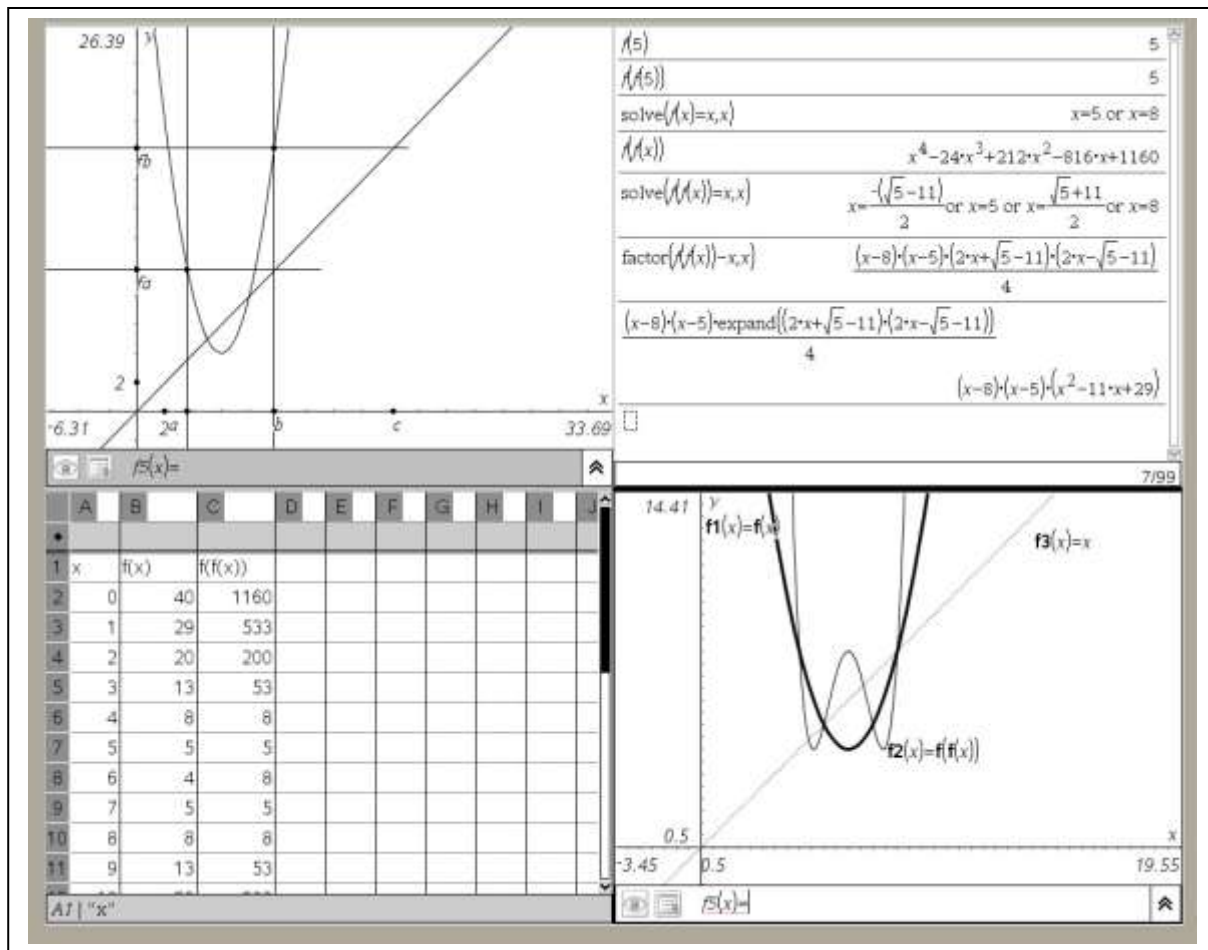 26.39 y
fb
fa
2
x
-6.31 2 a b c 33.69
f5(x)=
f(5) 5
f(f(5)) 5
solve(f(x)=x,x) x=5 or x=8
f(f(x)) x^4-24·x^3+212·x^2-816·x+1160
solve(f(f(x))=x,x) x=-(√5-11)/2 or x=5 or x=(√5+11)/2 or x=8
factor(f(f(x))-x,x) (x-8)·(x-5)·(2·x+√5-11)·(2·x-√5-11)/4
(x-8)·(x-5)·expand((2·x+√5-11)·(2·x-√5-11))/4
(x-8)·(x-5)·(x^2-11·x+29)
7/99
A B C D E F G H I J
1 x f(x) f(f(x))
2 0 40 1160
3 1 29 533
4 2 20 200
5 3 13 53
6 4 8 8
7 5 5 5
8 6 4 8
9 7 5 5
10 8 8 8
11 9 13 53
A1 "x"
14.41 y
f1(x)=f(x)
f3(x)=x
f2(x)=f(f(x))
0.5 x
-3.45 0.5 19.55
f5(x)=